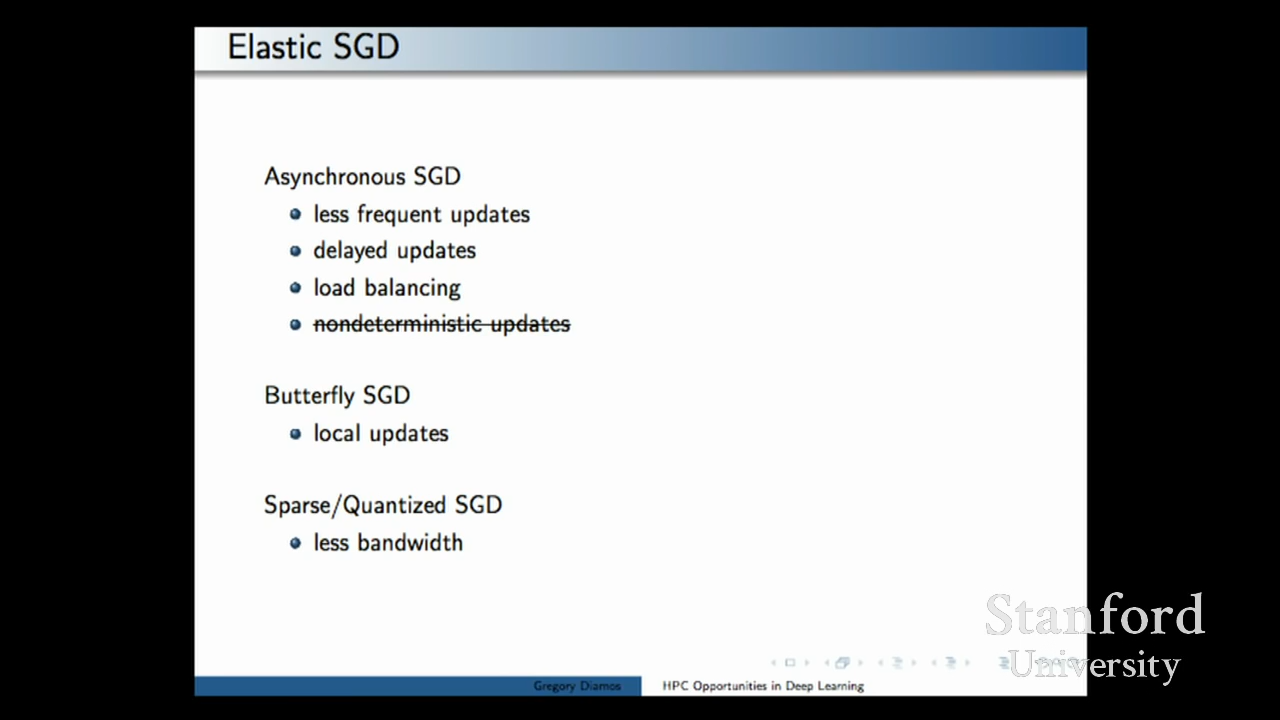 Elastic SGD
Asynchronous SGD
less frequent updates
delayed updates
load balancing
nondeterministic updates
Butterfly SGD
local updates
Sparse/Quantized SGD
less bandwidth
Stanford
University
Gregory Diamos
HPC Opportunities in Deep Learning